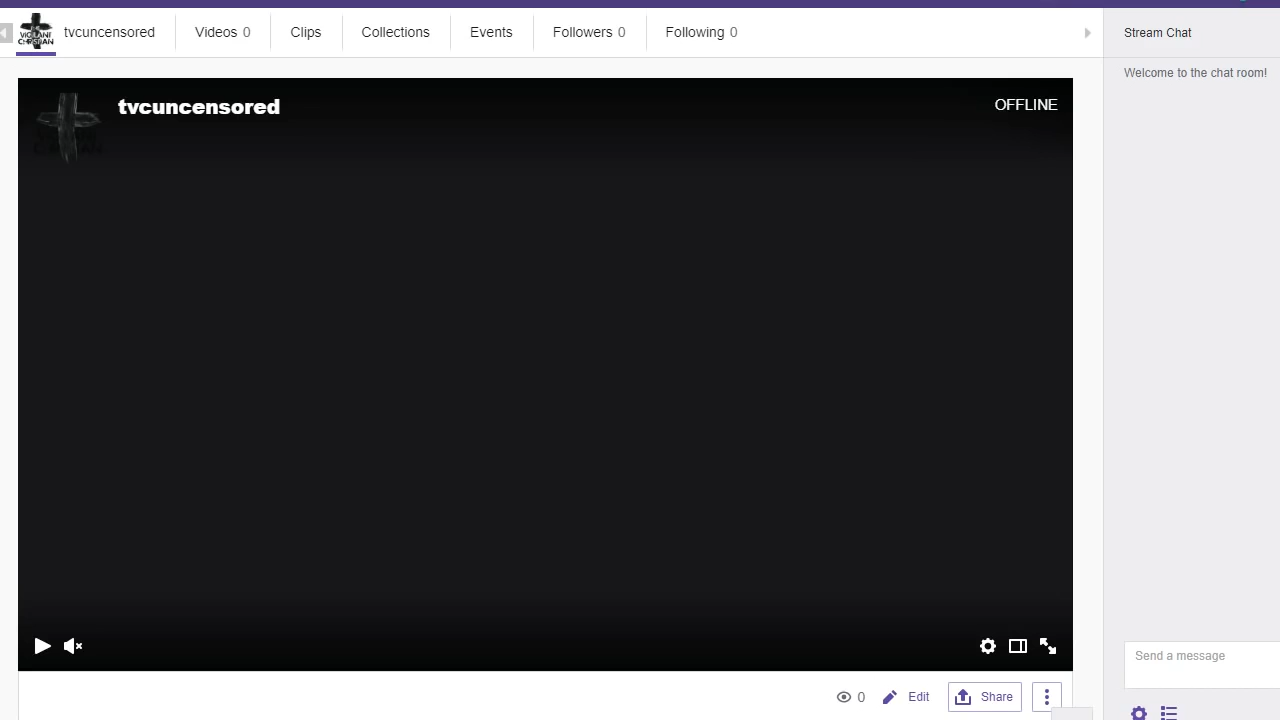 tvcuncensored
Videos 0
Clips
Collections
Events
Followers 0
Following 0
Stream Chat
Welcome to the chat room!
tvcuncensored
OFFLINE
0
Edit
Share
Send a message